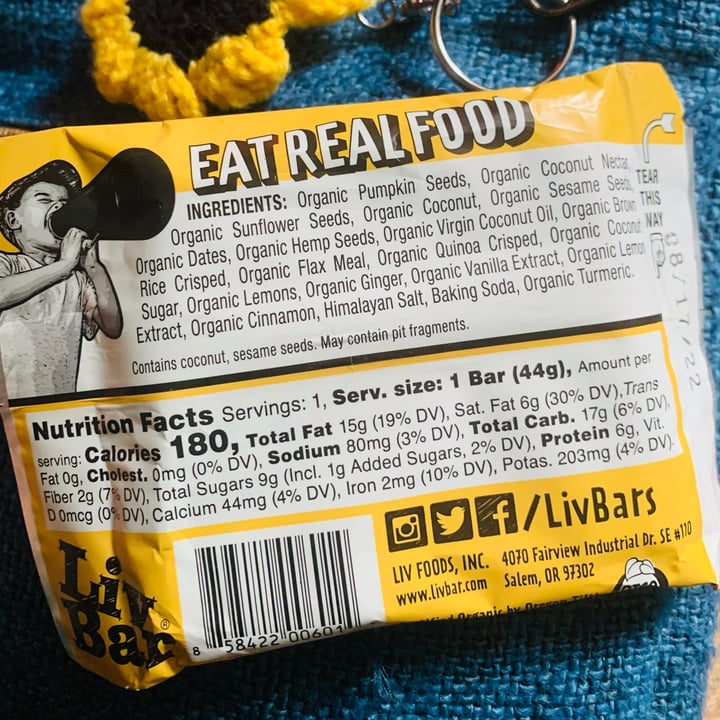 EAT REAL FOOD
INGREDIENTS: Organic Pumpkin Seeds, Organic Coconut Nectar,
Organic Sunflower Seeds, Organic Coconut, Organic Sesame Seeds,
Organic Dates, Organic Hemp Seeds, Organic Virgin Coconut Oil, Organic Brown
Rice Crisped, Organic Flax Meal, Organic Quinoa Crisped, Organic Coconut
Sugar, Organic Lemons, Organic Ginger, Organic Vanilla Extract, Organic Lemon
Extract, Organic Cinnamon, Himalayan Salt, Baking Soda, Organic Turmeric.
Contains coconut, sesame seeds. May contain pit fragments.
TEAR
THIS
WAY
08/17/22
Nutrition Facts Servings: 1, Serv. size: 1 Bar (44g), Amount per
serving: Calories 180, Total Fat 15g (19% DV), Sat. Fat 6g (30% DV), Trans
Fat 0g, Cholest. 0mg (0% DV), Sodium 80mg (3% DV), Total Carb. 17g (6% DV),
Fiber 2g (7% DV), Total Sugars 9g (Incl. 1g Added Sugars, 2% DV), Protein 6g, Vit.
D 0mcg (0% DV), Calcium 44mg (4% DV), Iron 2mg (10% DV), Potas. 203mg (4% DV).
/LivBars
LIV FOODS, INC. 4070 Fairview Industrial Dr. SE #110
www.livbar.com Salem, OR 97302
Organic by Oregon
Liv
Bar®
8 58422 00601